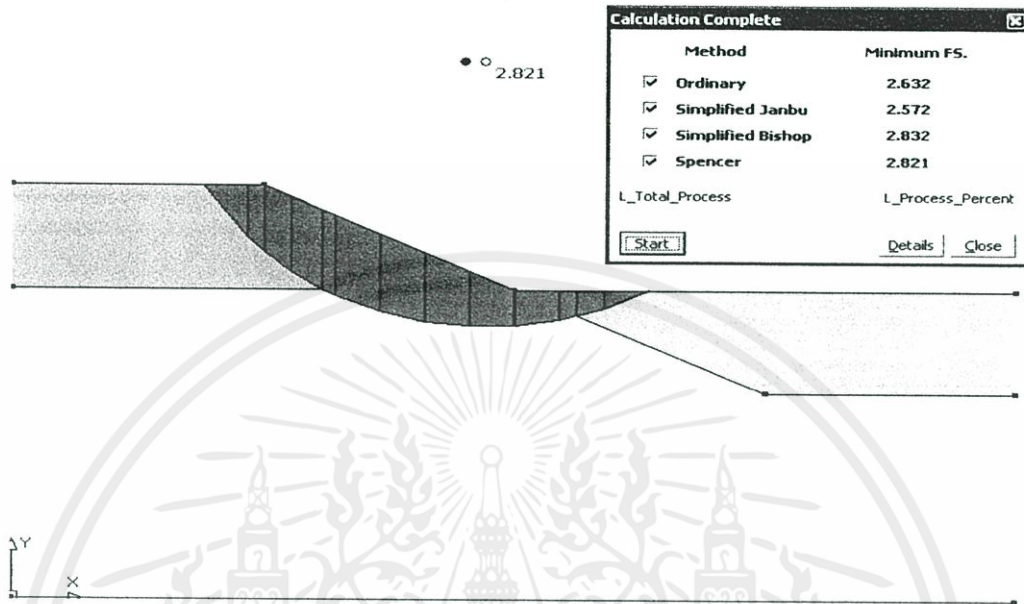 Calculation Complete
Method Minimum FS.
Ordinary 2.632
Simplified Janbu 2.572
Simplified Bishop 2.832
Spencer 2.821
L_Total_Process L_Process_Percent
Start Details Close
2.821
Y
X